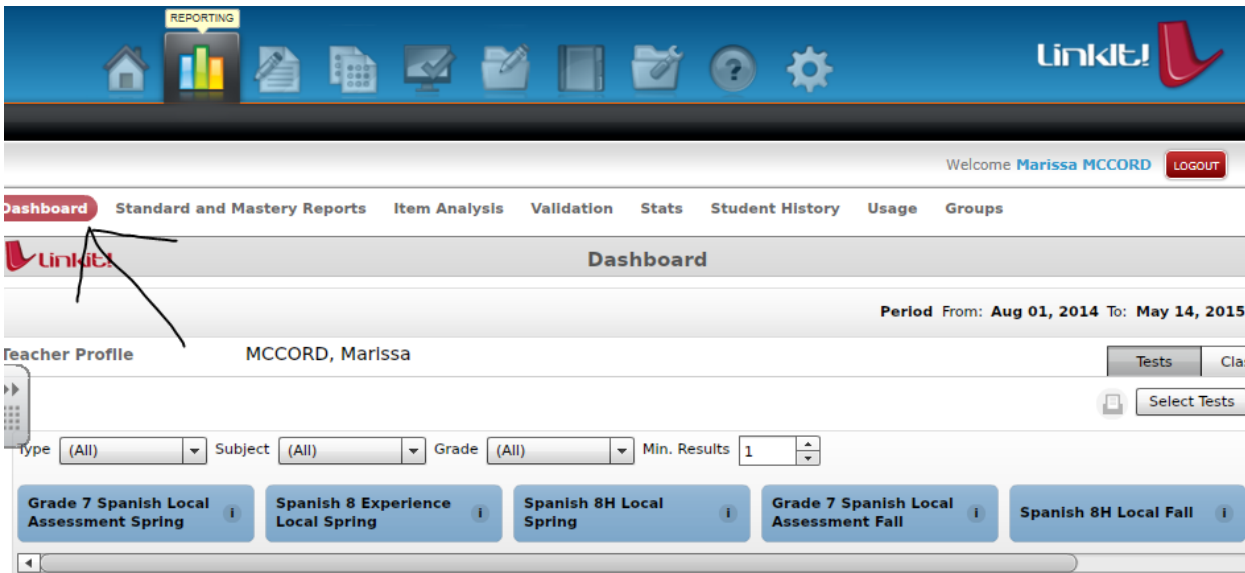 REPORTING
LinkIt!
Welcome Marissa MCCORD LOGOUT
Dashboard Standard and Mastery Reports Item Analysis Validation Stats Student History Usage Groups
LinkIt! Dashboard
Period From: Aug 01, 2014 To: May 14, 2015
Teacher Profile MCCORD, Marissa Tests
Select Tests
Type (All) Subject (All) Grade (All) Min. Results 1
Grade 7 Spanish Local Assessment Spring
Spanish 8 Experience Local Spring
Spanish 8H Local Spring
Grade 7 Spanish Local Assessment Fall
Spanish 8H Local Fall